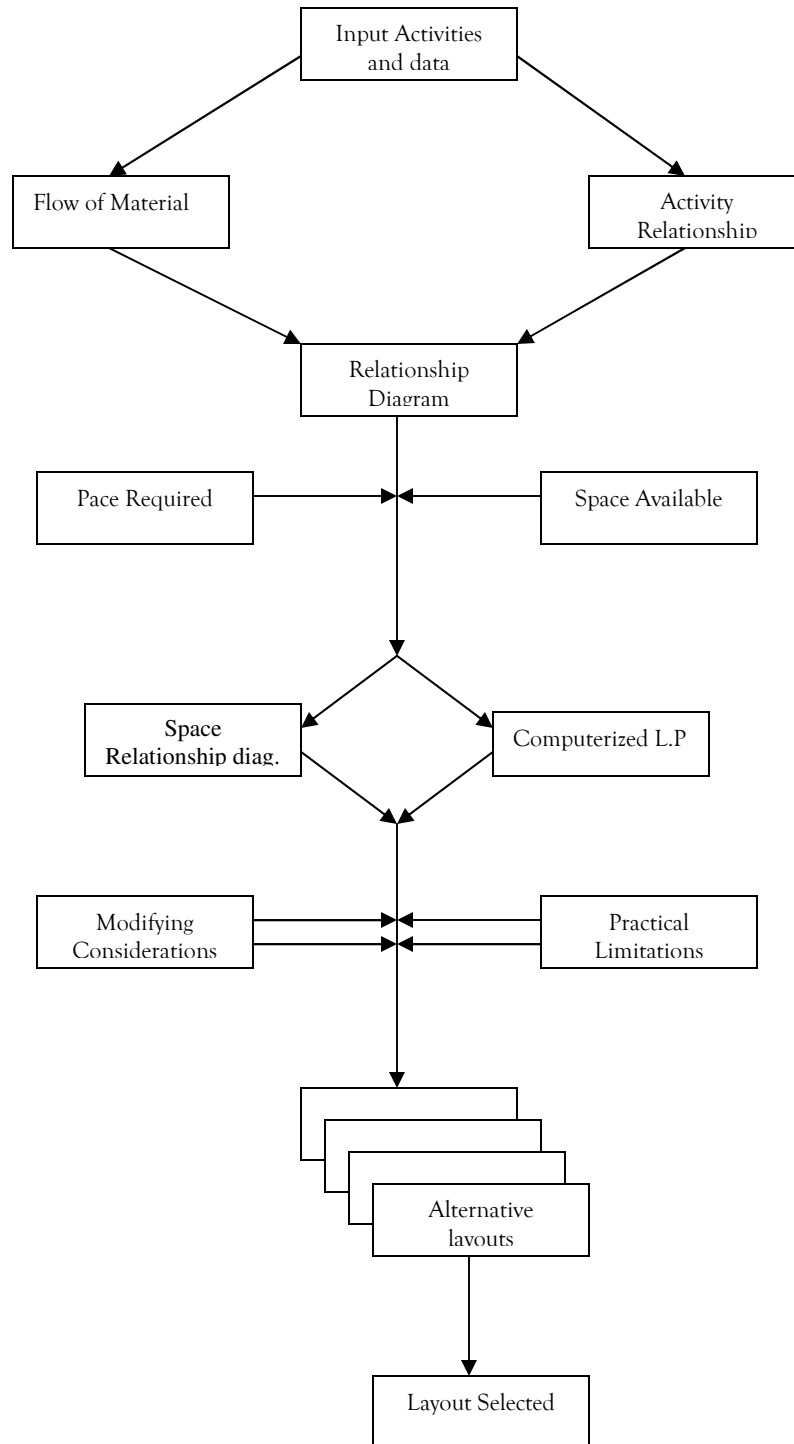 Input Activities
and data
Flow of Material
Activity
Relationship
Relationship
Diagram
Pace Required
Space Available
Space
Relationship diag.
Computerized L.P
Modifying
Considerations
Practical
Limitations
Alternative
layouts
Layout Selected